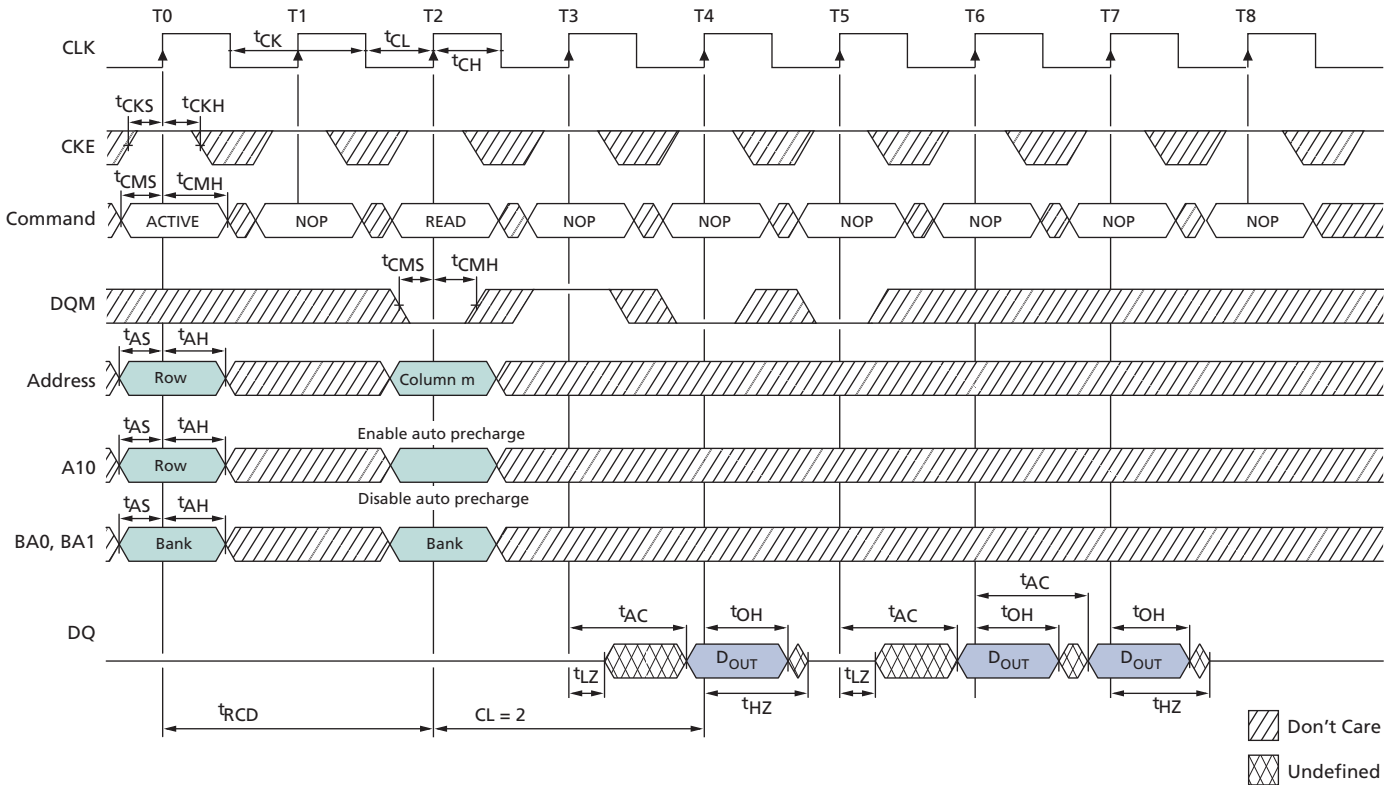 T0 T1 T2 T3 T4 T5 T6 T7 T8
CLK
tCK tCL
tCH
tCKS tCKH
CKE
tCMS tCMH
Command ACTIVE NOP READ NOP NOP NOP NOP NOP NOP
tCMS tCMH
DQM
tAS tAH
Address Row Column m
tAS tAH Enable auto precharge
A10 Row
tAS tAH Disable auto precharge
BA0, BA1 Bank Bank
tAC
tAC tOH tAC tOH tOH
DQ
DOUT DOUT DOUT
tLZ tLZ
tHZ tHZ
tRCD CL = 2
Don't Care
Undefined